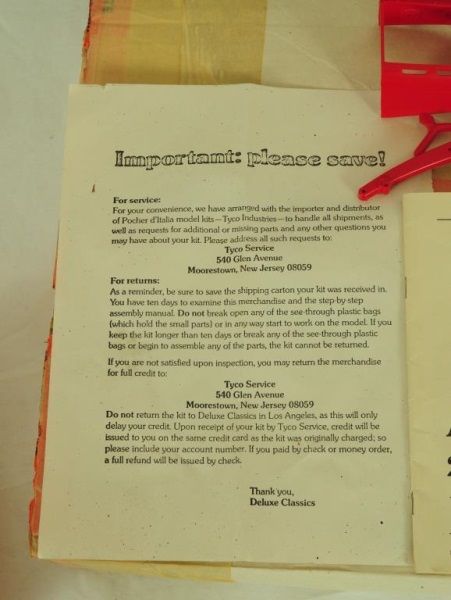 Important: please save!
For service:
For your convenience, we have arranged with the importer and distributor
of Pocher d'Italia model kits—Tyco Industries—to handle all shipments, as
well as requests for additional or missing parts and any other questions you
may have about your kit. Please address all such requests to:
Tyco Service
540 Glen Avenue
Moorestown, New Jersey 08059
For returns:
As a reminder, be sure to save the shipping carton your kit was received in.
You have ten days to examine this merchandise and the step-by-step
assembly manual. Do not break open any of the see-through plastic bags
(which hold the small parts) or in any way start to work on the model. If you
keep the kit longer than ten days or break any of the see-through plastic
bags or begin to assemble any of the parts, the kit cannot be returned.
If you are not satisfied upon inspection, you may return the merchandise
for full credit to:
Tyco Service
540 Glen Avenue
Moorestown, New Jersey 08059
Do not return the kit to Deluxe Classics in Los Angeles, as this will only
delay your credit. Upon receipt of your kit by Tyco Service, credit will be
issued to you on the same credit card as the kit was originally charged; so
please include your account number. If you paid by check or money order,
a full refund will be issued by check.
Thank you,
Deluxe Classics